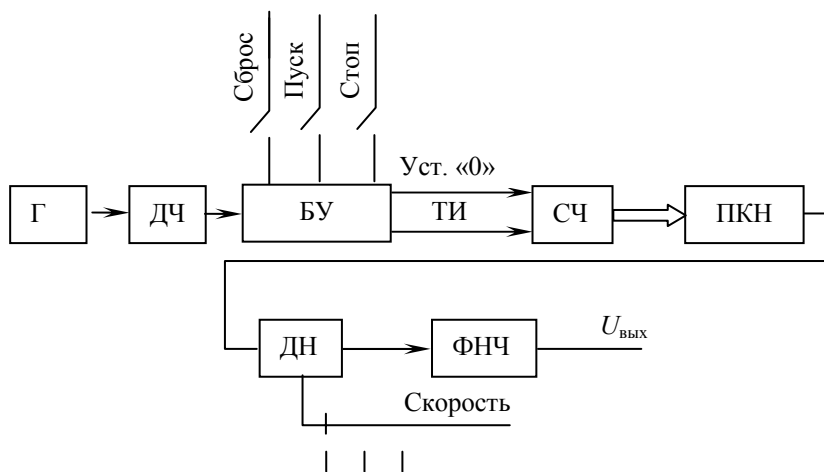 Сброс
Пуск
Стоп
Уст. «0»
Г
ДЧ
БУ
ТИ
СЧ
ПКН
ДН
ФНЧ
Uвых
Скорость